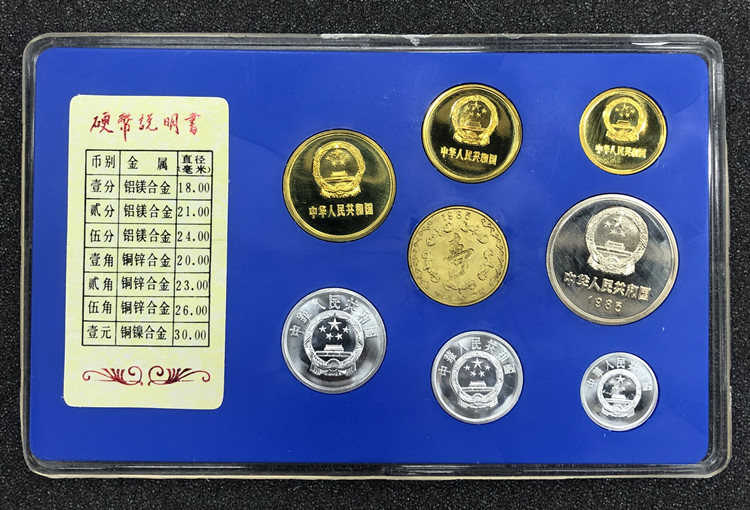 硬幣説明書
币别 金属 直径(毫米)
壹分 铝镁合金 18.00
贰分 铝镁合金 21.00
伍分 铝镁合金 24.00
壹角 铜锌合金 20.00
贰角 铜锌合金 23.00
伍角 铜锌合金 26.00
壹元 铜镍合金 30.00
中华人民共和国
中华人民共和国
中华人民共和国
1985
寿
中华人民共和国
1985
中华人民共和国
中华人民共和国
中华人民共和国